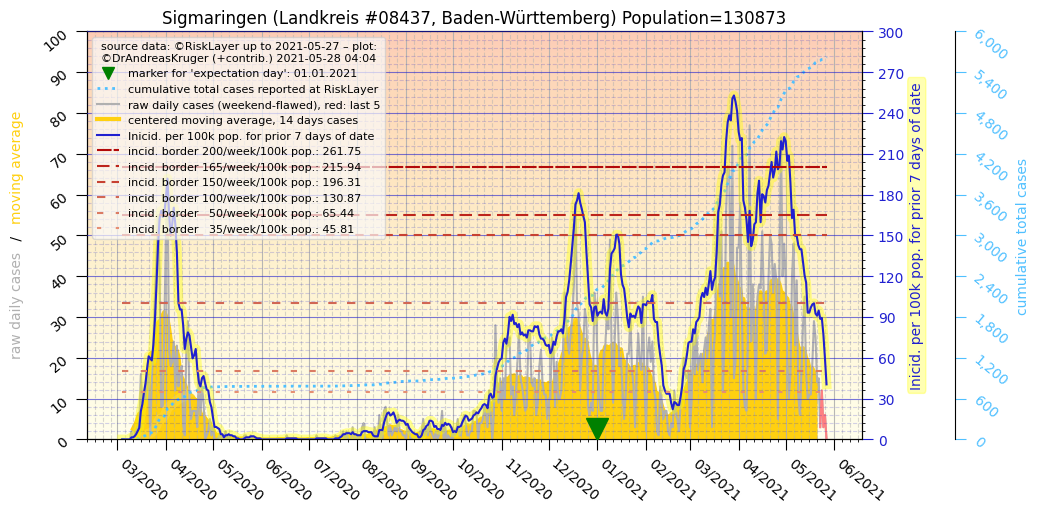 Sigmaringen (Landkreis #08437, Baden-Württemberg) Population=130873
source data: ©RiskLayer up to 2021-05-27 – plot:
©DrAndreasKruger (+contrib.) 2021-05-28 04:04
marker for 'expectation day': 01.01.2021
cumulative total cases reported at RiskLayer
raw daily cases (weekend-flawed), red: last 5
centered moving average, 14 days cases
Inicid. per 100k pop. for prior 7 days of date
incid. border 200/week/100k pop.: 261.75
incid. border 165/week/100k pop.: 215.94
incid. border 150/week/100k pop.: 196.31
incid. border 100/week/100k pop.: 130.87
incid. border   50/week/100k pop.: 65.44
incid. border   35/week/100k pop.: 45.81
raw daily cases  /  moving average
100
90
80
70
60
50
40
30
20
10
0
300
270
240
210
180
150
120
90
60
30
0
Inicid. per 100k pop. for prior 7 days of date
6,000
5,400
4,800
4,200
3,600
3,000
2,400
1,800
1,200
600
0
cumulative total cases
03/2020
04/2020
05/2020
06/2020
07/2020
08/2020
09/2020
10/2020
11/2020
12/2020
01/2021
02/2021
03/2021
04/2021
05/2021
06/2021